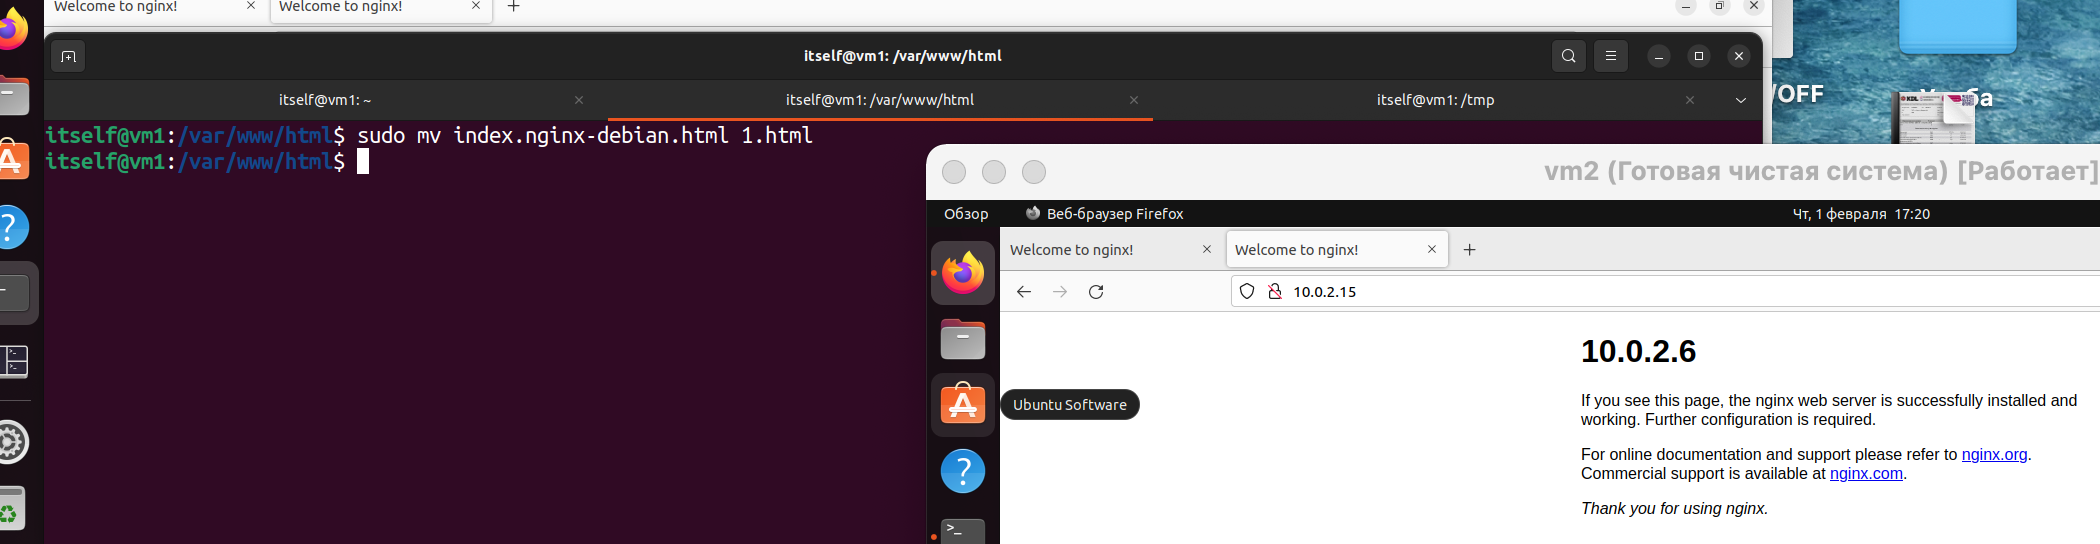 Welcome to nginx!
Welcome to nginx!
itself@vm1: /var/www/html
itself@vm1: ~
itself@vm1: /var/www/html
itself@vm1: /tmp
itself@vm1:/var/www/html$ sudo mv index.nginx-debian.html 1.html
itself@vm1:/var/www/html$
/OFF
KDL
vm2 (Готовая чистая система) [Работает]
Обзор
Веб-браузер Firefox
Чт, 1 февраля 17:20
Welcome to nginx!
Welcome to nginx!
10.0.2.15
10.0.2.6
Ubuntu Software
If you see this page, the nginx web server is successfully installed and
working. Further configuration is required.
For online documentation and support please refer to nginx.org.
Commercial support is available at nginx.com.
Thank you for using nginx.